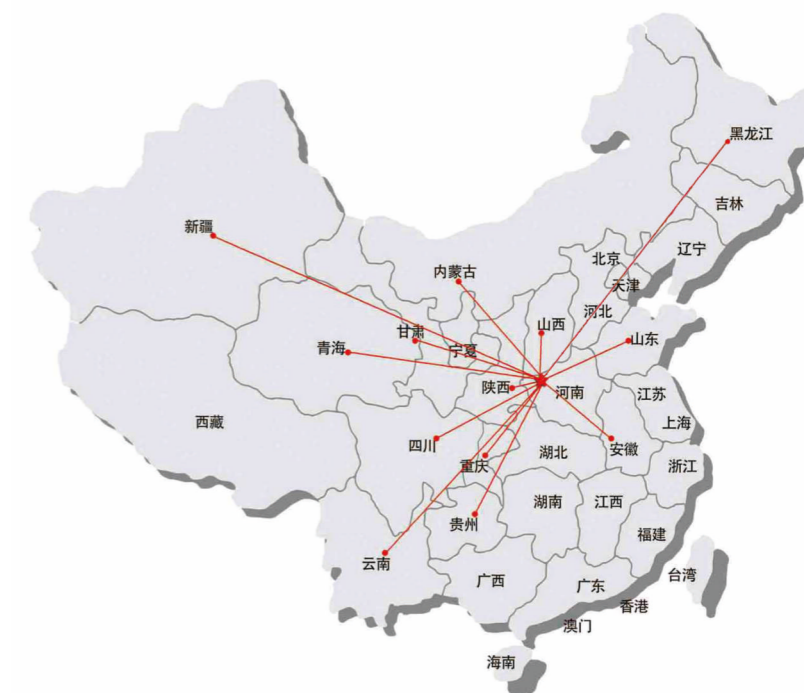 黑龙江
吉林
新疆
辽宁
北京
内蒙古
天津
河北
山西
甘肃
山东
青海
宁夏
陕西
河南
江苏
西藏
上海
四川
安徽
湖北
重庆
浙江
湖南
江西
贵州
福建
云南
台湾
广西
广东
香港
澳门
海南